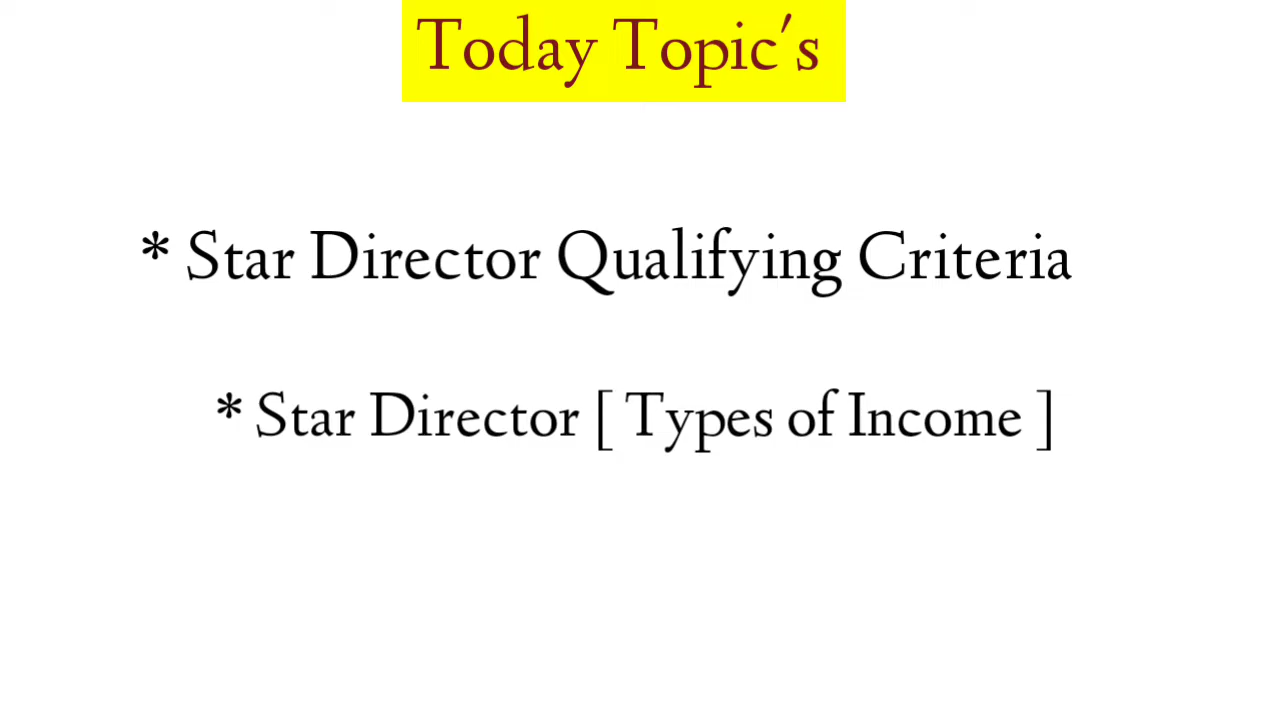 Today Topic's
* Star Director Qualifying Criteria
* Star Director [ Types of Income ]